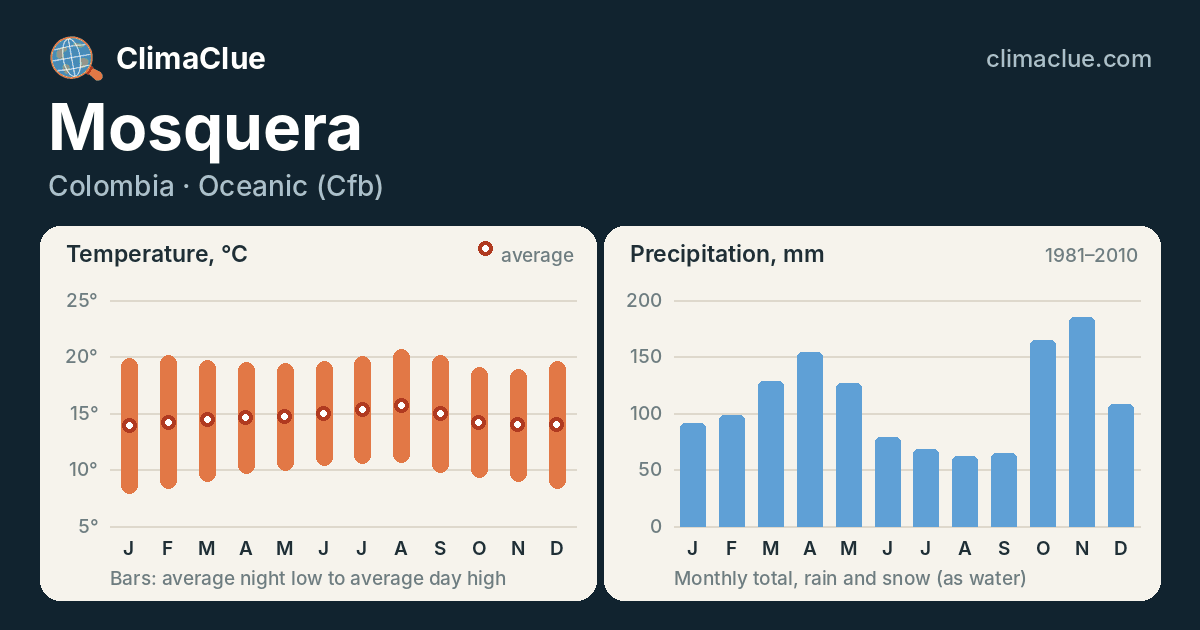 ClimaClue
climaclue.com
Mosquera
Colombia · Oceanic (Cfb)
Temperature, °C
average
25°
20°
15°
10°
5°
J F M A M J J A S O N D
Bars: average night low to average day high
Precipitation, mm
1981–2010
200
150
100
50
0
J F M A M J J A S O N D
Monthly total, rain and snow (as water)